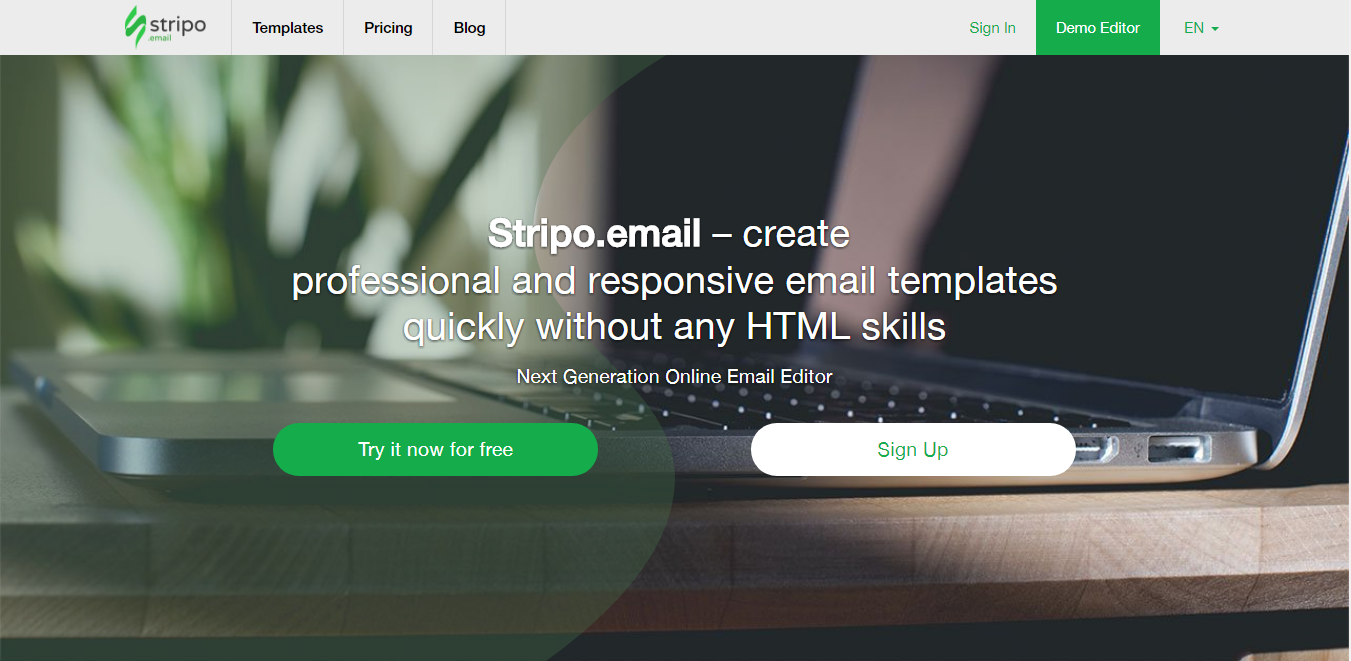 stripo
.email
Templates
Pricing
Blog
Sign In
Demo Editor
EN
Stripo.email – create
professional and responsive email templates
quickly without any HTML skills
Next Generation Online Email Editor
Try it now for free
Sign Up